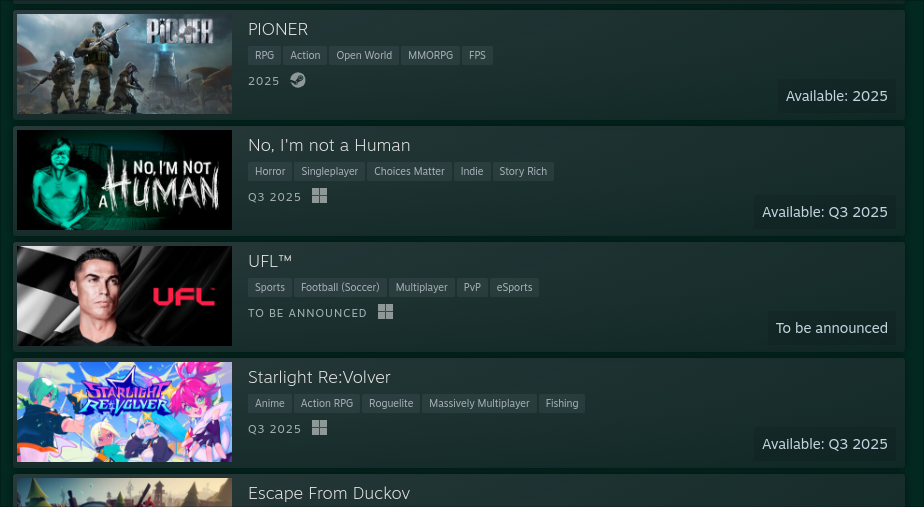 PIONER
PIONER
RPG Action Open World MMORPG FPS
2025
Available: 2025
NO, I'M NOT
A HUMAN
No, I'm not a Human
Horror Singleplayer Choices Matter Indie Story Rich
Q3 2025
Available: Q3 2025
UFL
UFL™
Sports Football (Soccer) Multiplayer PvP eSports
TO BE ANNOUNCED
To be announced
STARLIGHT
RE:VOLVER
Starlight Re:Volver
Anime Action RPG Roguelite Massively Multiplayer Fishing
Q3 2025
Available: Q3 2025
Escape From Duckov